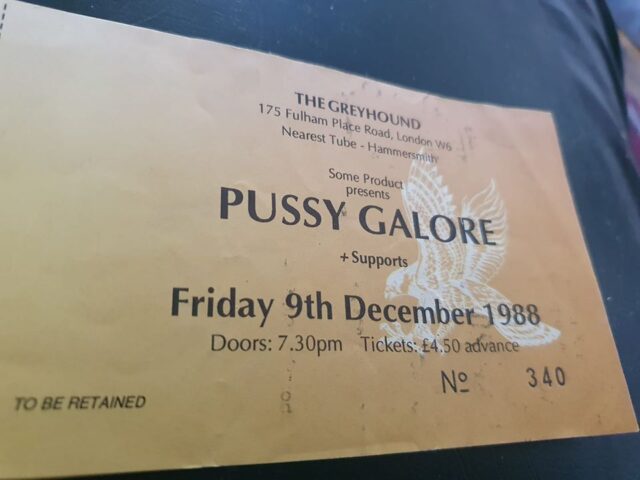 THE GREYHOUND
175 Fulham Place Road, London W6
Nearest Tube - Hammersmith
Some Product
presents
PUSSY GALORE
+ Supports
Friday 9th December 1988
Doors: 7.30pm Tickets: £4.50 advance
Nº 340
TO BE RETAINED